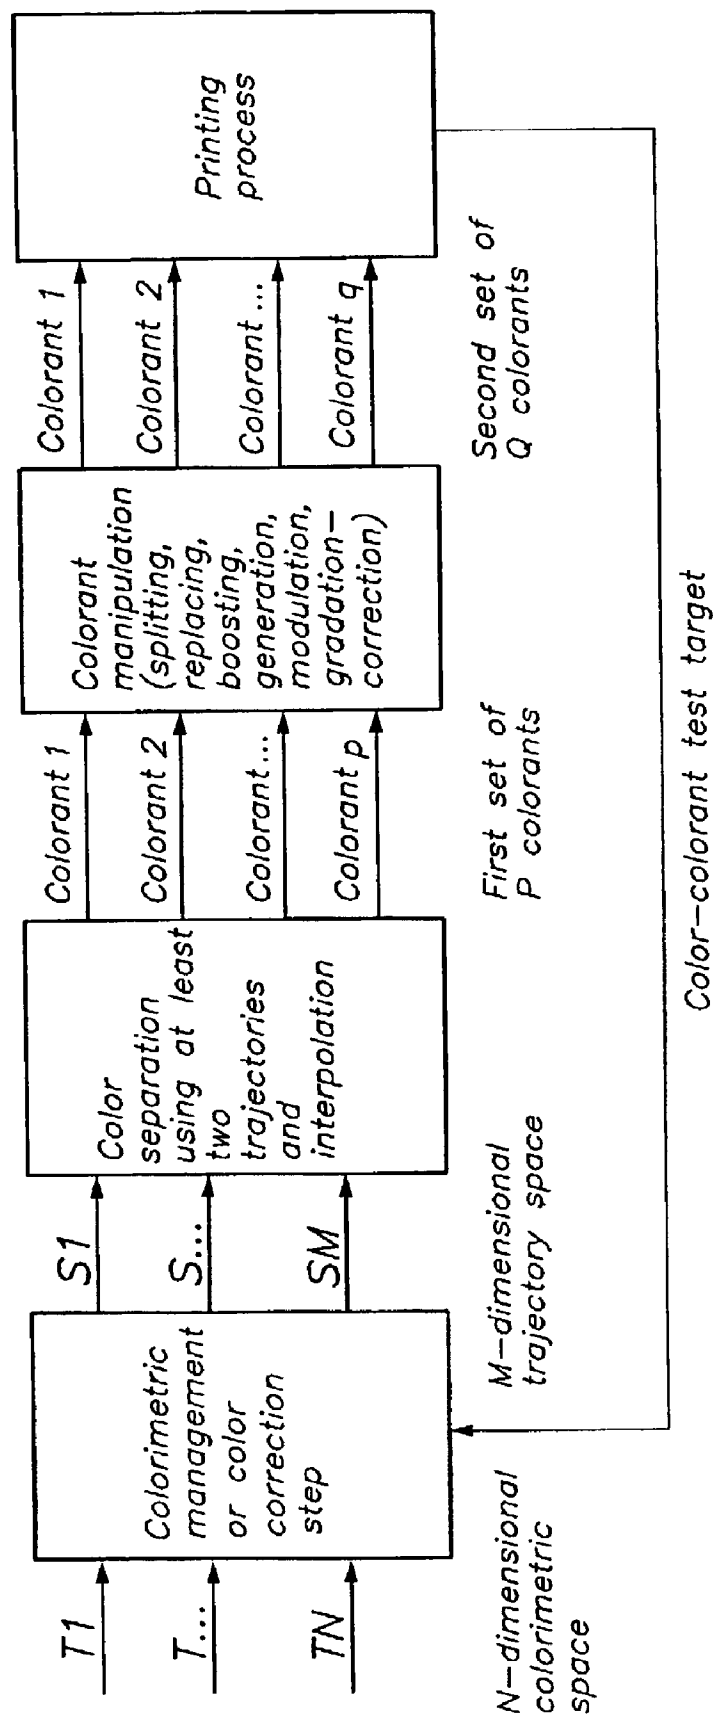 T1
T...
TN
N-dimensional
colorimetric
space
Colorimetric
management
or color
correction
step
S1
S...
SM
M-dimensional
trajectory space
Color
separation
using at least
two
trajectories
and
interpolation
Colorant 1
Colorant 2
Colorant...
Colorant p
First set of
P colorants
Colorant
manipulation
(splitting,
replacing,
boosting,
generation,
modulation,
gradation-
correction)
Colorant 1
Colorant 2
Colorant...
Colorant q
Second set of
Q colorants
Printing
process
Color-colorant test target